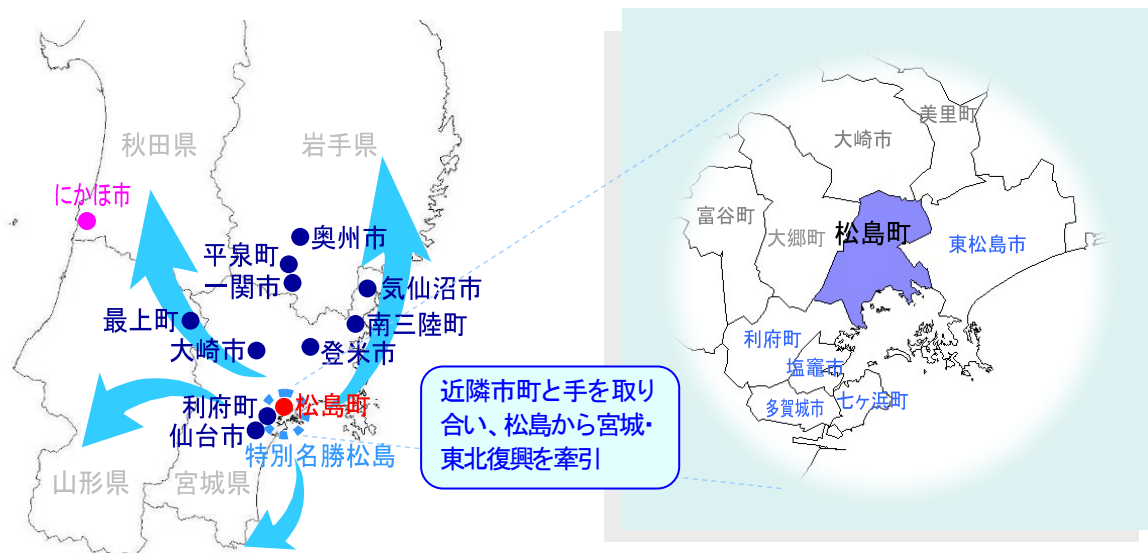 秋田県
岩手県
にかほ市
奥州市
平泉町
一関市
気仙沼市
最上町
南三陸町
大崎市
登米市
利府町
松島町
仙台市
特別名勝松島
山形県
宮城県
近隣市町と手を取り
合い、松島から宮城・
東北復興を牽引
美里町
大崎市
富谷町
大郷町
松島町
東松島市
利府町
塩竈市
多賀城市
七ヶ浜町